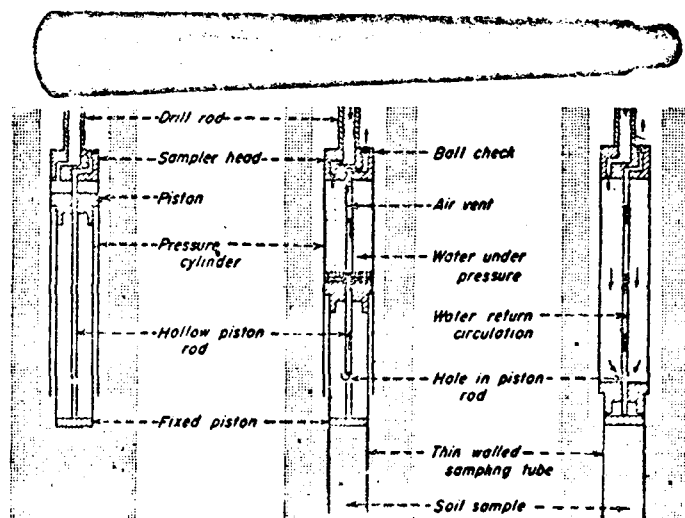 Drill rod
Sampler head
Piston
Pressure
cylinder
Hollow piston
rod
Fixed piston
Ball check
Air vent
Water under
pressure
Water return
circulation
Hole in piston
rod
Thin walled
sampling tube
Soil sample